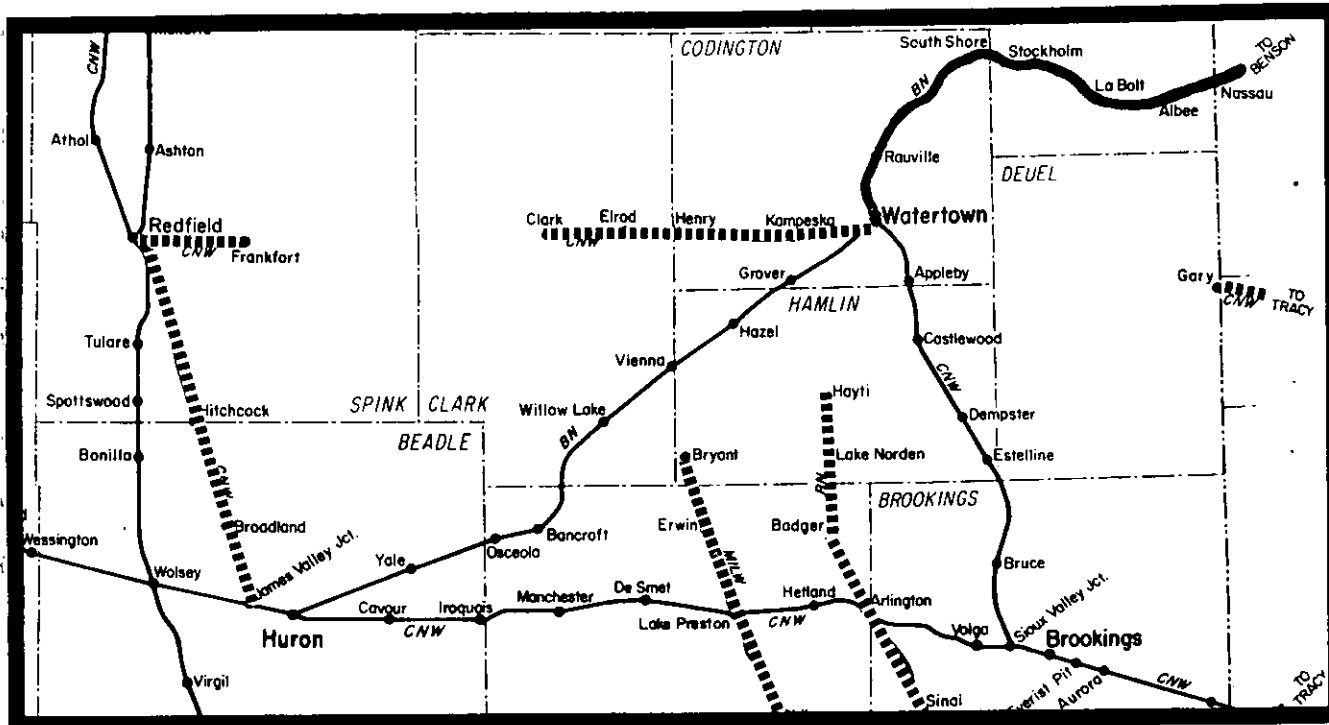 CNW
CODINGTON
South Shore
Stockholm
TO
BENSON
BN
La Bolt
Nassau
Albee
Athol
Ashton
Rauville
DEUEL
Redfield
CNW
Frankfort
Clark
Elrod
Henry
Kampeska
CNW
Watertown
Grover
Appleby
Gary
CNW
TO
TRACY
HAMLIN
Hazel
Castlewood
Tulare
Vienna
CNW
Spottswood
Hitchcock
SPINK
CLARK
Willow Lake
Hayti
Dempster
BEADLE
BN
Bonilla
Bryant
Lake Norden
Estelline
CNW
BN
BROOKINGS
Wessington
Broadland
James Valley Jct.
Bancroft
Osceola
Erwin
Badger
Yale
MILW
Bruce
Wolsey
Manchester
De Smet
Hetland
Arlington
Sioux Valley Jct.
Cavour
Iroquois
CNW
Lake Preston
CNW
Huron
Volga
Brookings
Virgil
Sinai
Everist Pit
Aurora
CNW
TO
TRACY